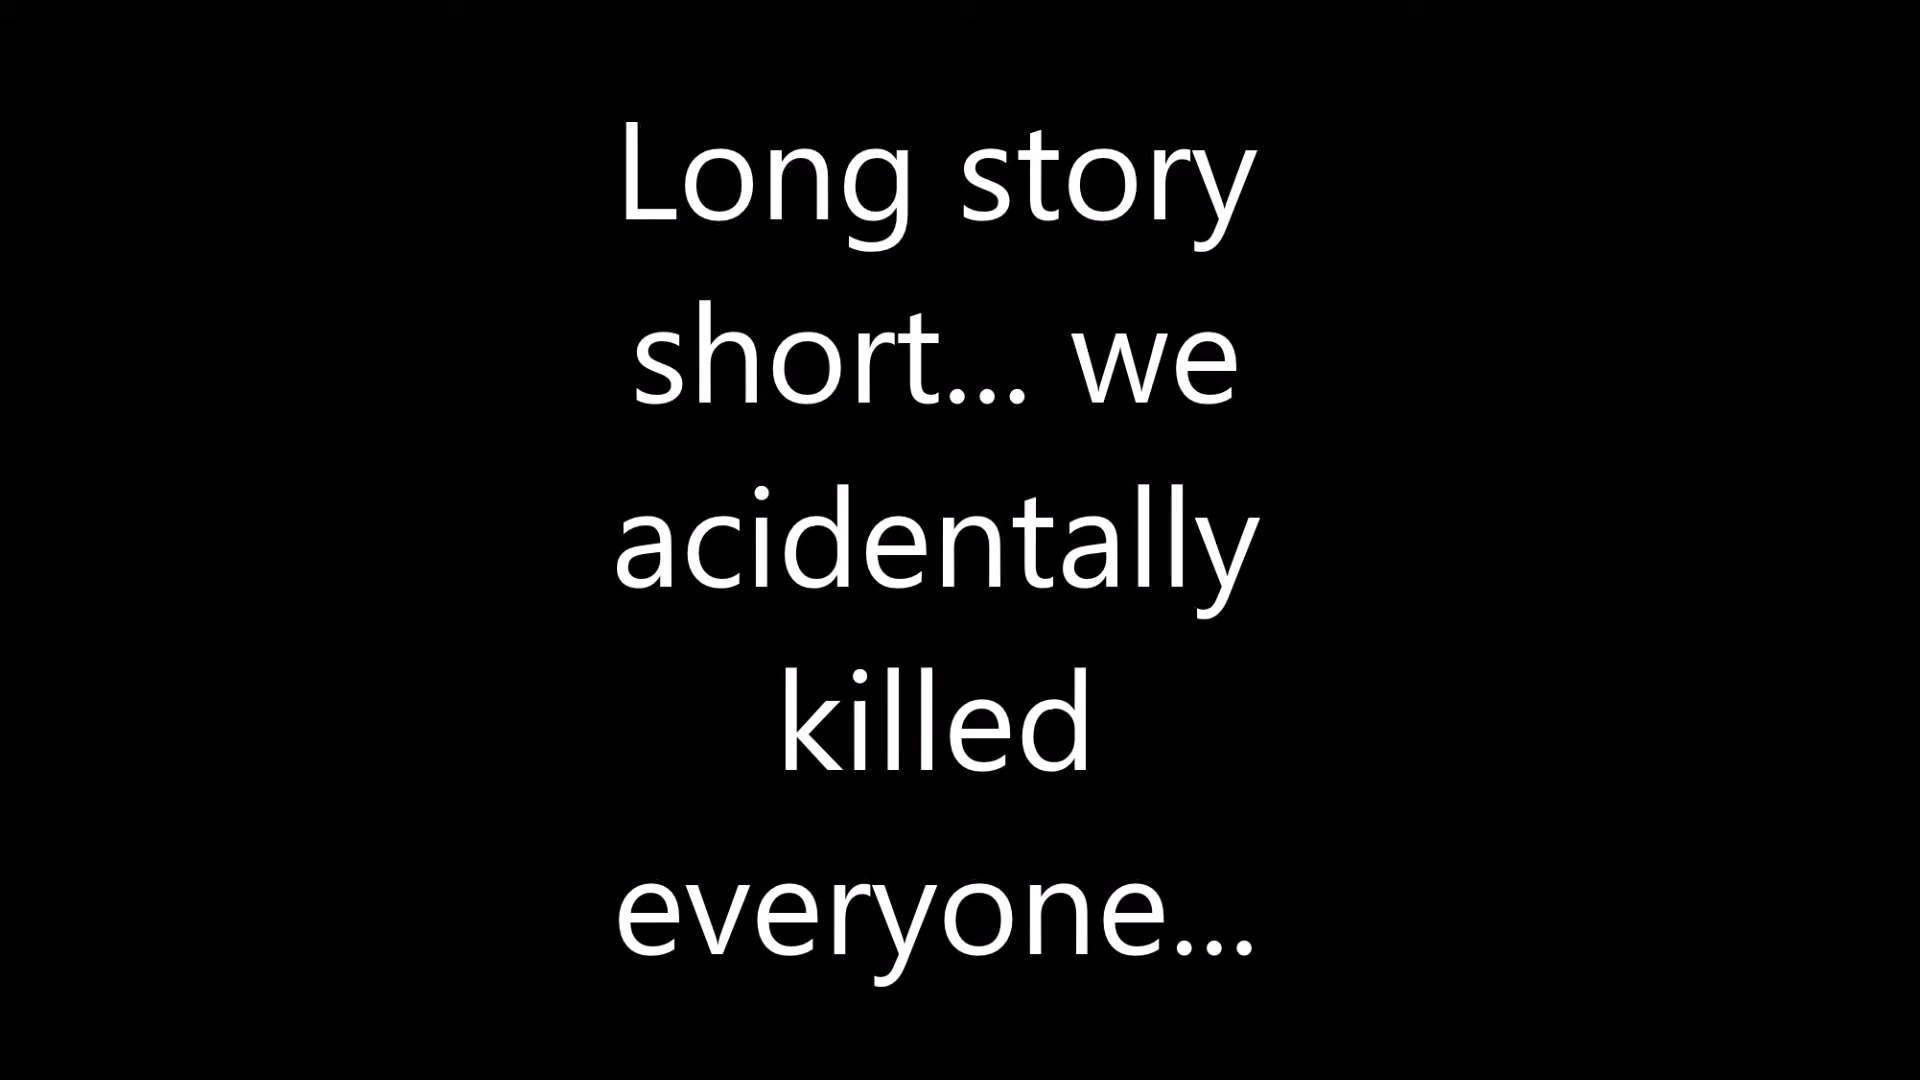 Long story
short... we
acidentally
killed
everyone...